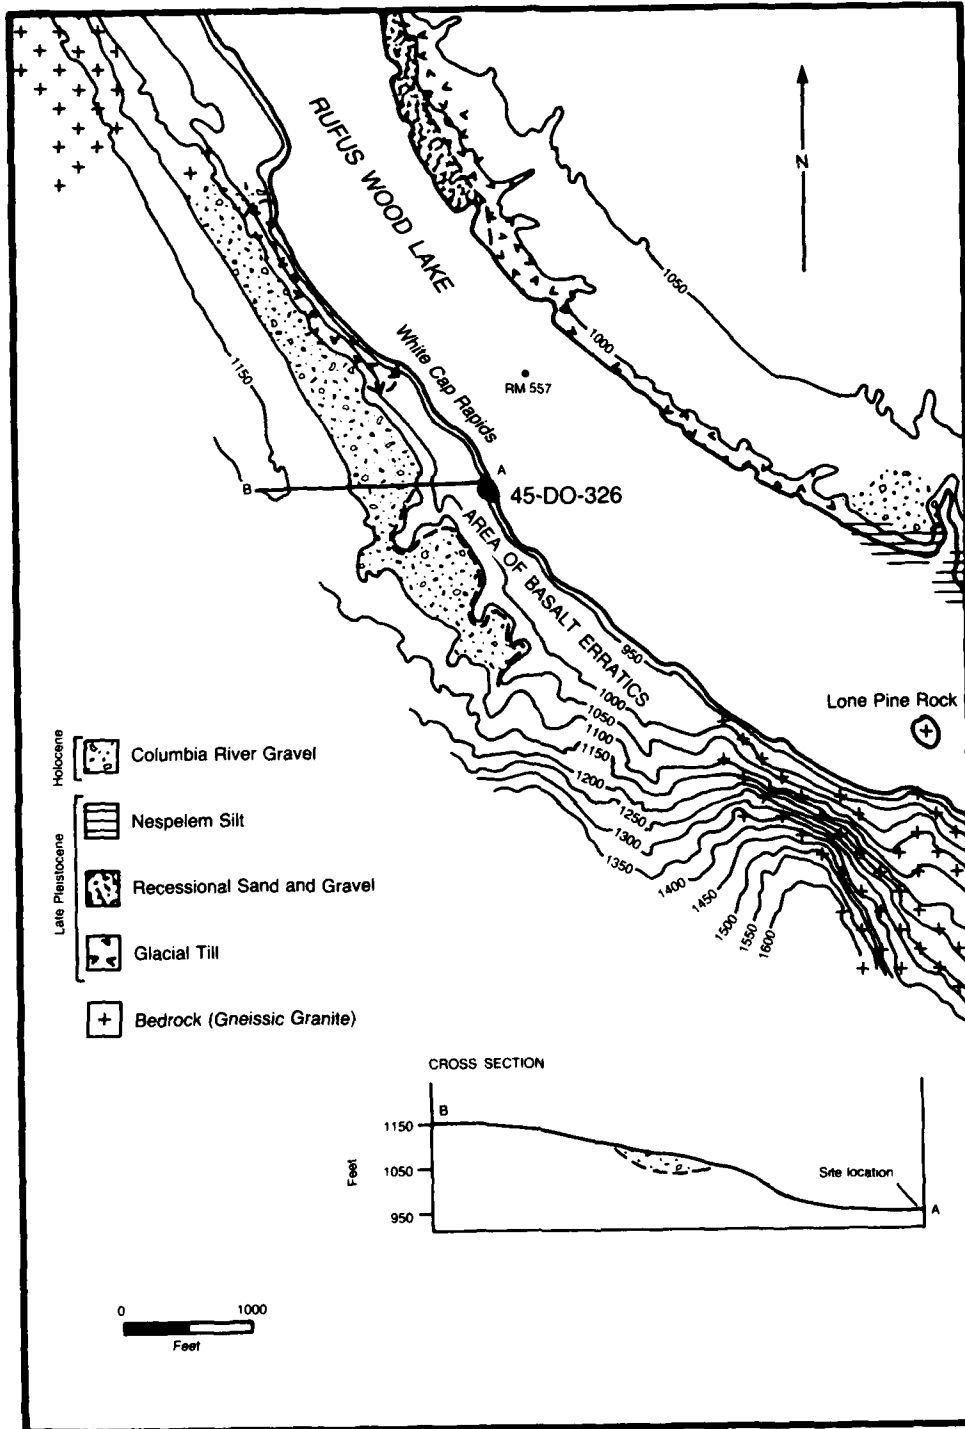 RUFUS WOOD LAKE
N
1050
1000
White Cap Rapids
RM 557
1150
B
A
45-DO-326
AREA OF BASALT ERRATICS
950
Lone Pine Rock
1000
1050
1100
1150
1200
1250
1300
1350
1400
1450
1500
1550
1600
Holocene
Columbia River Gravel
Late Pleistocene
Nespelem Silt
Recessional Sand and Gravel
Glacial Till
Bedrock (Gneissic Granite)
CROSS SECTION
B
1150
1050
950
Feet
Site location
A
0 1000
Feet